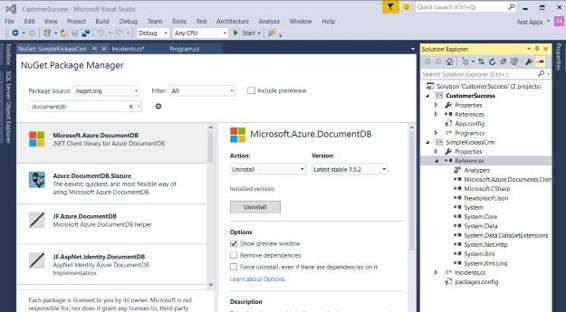 CustomerSuccess - Microsoft Visual Studio
Quick Launch (Ctrl+Q)
File Edit View Project Build Debug Team Tools Test Architecture Analyze Window Help
Fast Apps FA
Debug Any CPU Start
NuGet: SimpleKickassCrm Incidents.cs* Program.cs
Toolbox SQL Server Object Explorer
NuGet Package Manager
Package source: nuget.org Filter: All Include prerelease
documentdb
Microsoft.Azure.DocumentDB
.NET Client library for Azure DocumentDB
Azure.DocumentDB.Slazure
The easiest, quickest, and most flexible way of
using Microsoft Azure DocumentDB.
JF.Azure.DocumentDB
Microsoft Azure DocumentDB helper
JF.AspNet.Identity.DocumentDB
AspNet Identity Azure DocumentDB
Implementation.
Each package is licensed to you by its owner. Microsoft is not
responsible for, nor does it grant any licenses to, third-party
Microsoft.Azure.DocumentDB
Action: Version:
Uninstall Latest stable 1.5.2
Installed version:
Uninstall
Options
Show preview window
Remove dependencies
Force uninstall, even if there are dependencies on it
Learn about Options
Description
Solution Explorer
Search Solution Explorer (Ctrl+;)
Solution 'CustomerSuccess' (2 projects)
CustomerSuccess
Properties
References
App.config
Program.cs
SimpleKickassCrm
Properties
References
Analyzers
Microsoft.Azure.Documents.Clien
Microsoft.CSharp
Newtonsoft.Json
System
System.Core
System.Data
System.Data.DataSetExtensions
System.Net.Http
System.Xml
System.Xml.Linq
Incidents.cs
packages.config
Properties